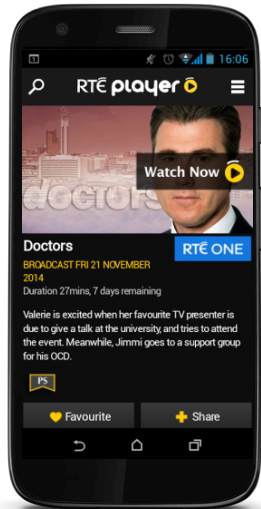 16:06
RTÉ player
Watch Now
doctors
Doctors
RTÉ ONE
BROADCAST FRI 21 NOVEMBER
2014
Duration 27mins, 7 days remaining
Valerie is excited when her favourite TV presenter is
due to give a talk at the university, and tries to attend
the event. Meanwhile, Jimmi goes to a support group
for his OCD.
PS
Favourite
Share